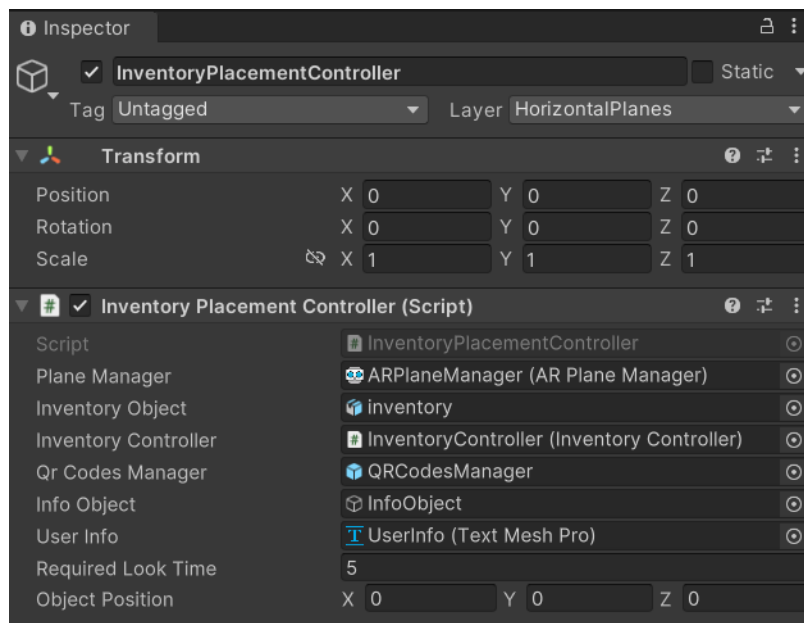 Inspector
InventoryPlacementController Static
Tag Untagged Layer HorizontalPlanes
Transform
Position X 0 Y 0 Z 0
Rotation X 0 Y 0 Z 0
Scale X 1 Y 1 Z 1
# Inventory Placement Controller (Script)
Script # InventoryPlacementController
Plane Manager ARPlaneManager (AR Plane Manager)
Inventory Object inventory
Inventory Controller # InventoryController (Inventory Controller)
Qr Codes Manager QRCodesManager
Info Object InfoObject
User Info T UserInfo (Text Mesh Pro)
Required Look Time 5
Object Position X 0 Y 0 Z 0